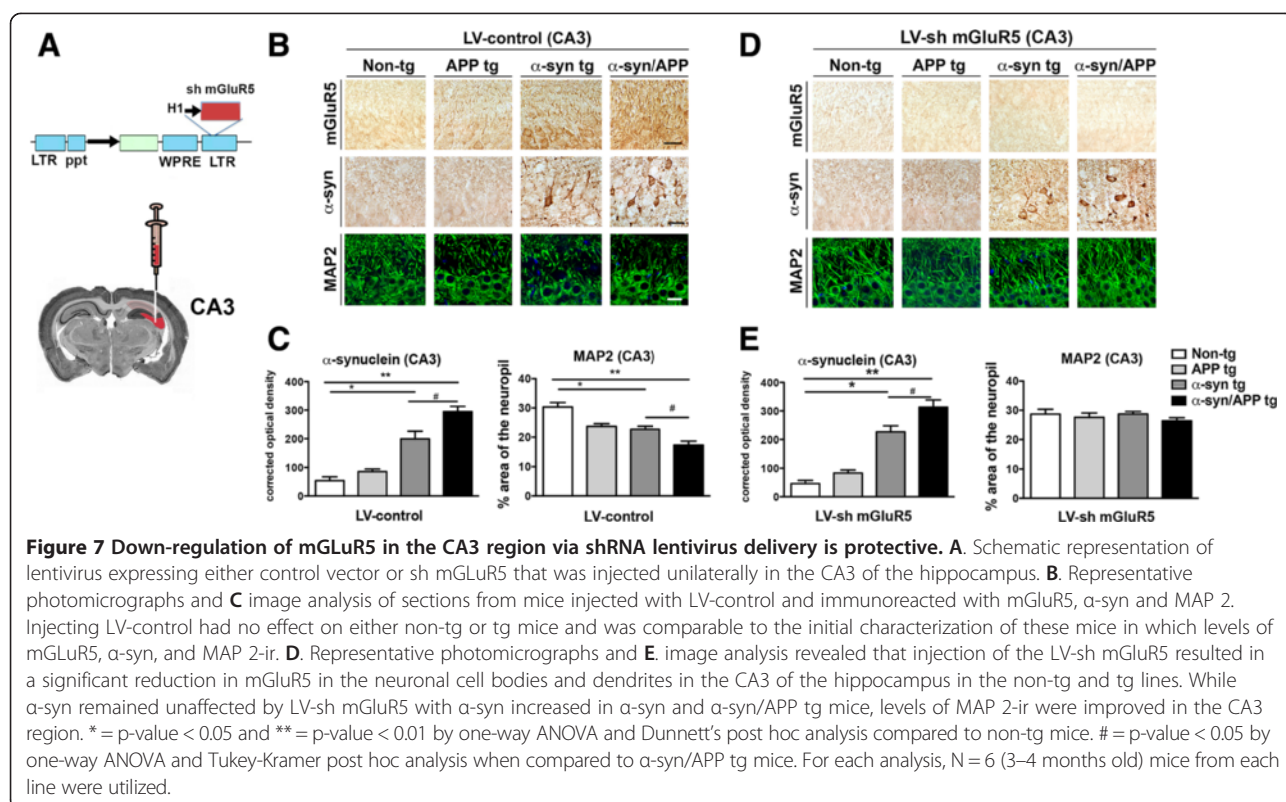 A
sh mGluR5
H1
LTR ppt WPRE LTR
CA3
B
LV-control (CA3)
Non-tg APP tg α-syn tg α-syn/APP
mGluR5
α-syn
MAP2
D
LV-sh mGluR5 (CA3)
Non-tg APP tg α-syn tg α-syn/APP
mGluR5
α-syn
MAP2
C
α-synuclein (CA3)
corrected optical density
400
300
200
100
0
**
*
#
LV-control
MAP2 (CA3)
% area of the neuropil
40
30
20
10
0
**
*
#
LV-control
E
α-synuclein (CA3)
corrected optical density
400
300
200
100
0
**
*
#
LV-sh mGluR5
MAP2 (CA3)
% area of the neuropil
40
30
20
10
0
LV-sh mGluR5
Non-tg
APP tg
α-syn tg
α-syn/APP tg
Figure 7 Down-regulation of mGLuR5 in the CA3 region via shRNA lentivirus delivery is protective. A. Schematic representation of
lentivirus expressing either control vector or sh mGLuR5 that was injected unilaterally in the CA3 of the hippocampus. B. Representative
photomicrographs and C image analysis of sections from mice injected with LV-control and immunoreacted with mGluR5, α-syn and MAP 2.
Injecting LV-control had no effect on either non-tg or tg mice and was comparable to the initial characterization of these mice in which levels of
mGLuR5, α-syn, and MAP 2-ir. D. Representative photomicrographs and E. image analysis revealed that injection of the LV-sh mGluR5 resulted in
a significant reduction in mGluR5 in the neuronal cell bodies and dendrites in the CA3 of the hippocampus in the non-tg and tg lines. While
α-syn remained unaffected by LV-sh mGluR5 with α-syn increased in α-syn and α-syn/APP tg mice, levels of MAP 2-ir were improved in the CA3
region. * = p-value < 0.05 and ** = p-value < 0.01 by one-way ANOVA and Dunnett's post hoc analysis compared to non-tg mice. # = p-value < 0.05 by
one-way ANOVA and Tukey-Kramer post hoc analysis when compared to α-syn/APP tg mice. For each analysis, N = 6 (3–4 months old) mice from each
line were utilized.